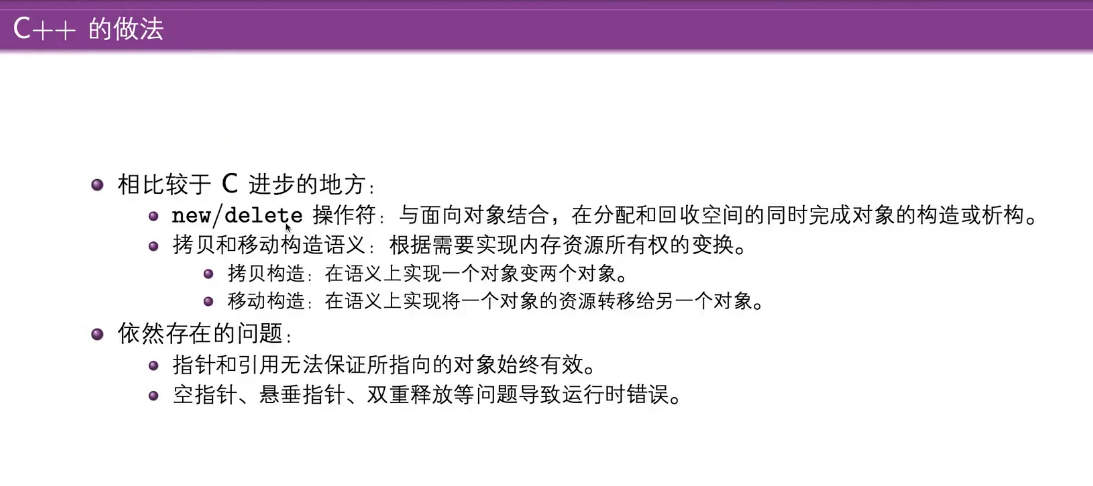 C++ 的做法
相比较于 C 进步的地方:
new/delete 操作符: 与面向对象结合，在分配和回收空间的同时完成对象的构造或析构。
拷贝和移动构造语义: 根据需要实现内存资源所有权的变换。
拷贝构造: 在语义上实现一个对象变两个对象。
移动构造: 在语义上实现将一个对象的资源转移给另一个对象。
依然存在的问题:
指针和引用无法保证所指向的对象始终有效。
空指针、悬垂指针、双重释放等问题导致运行时错误。